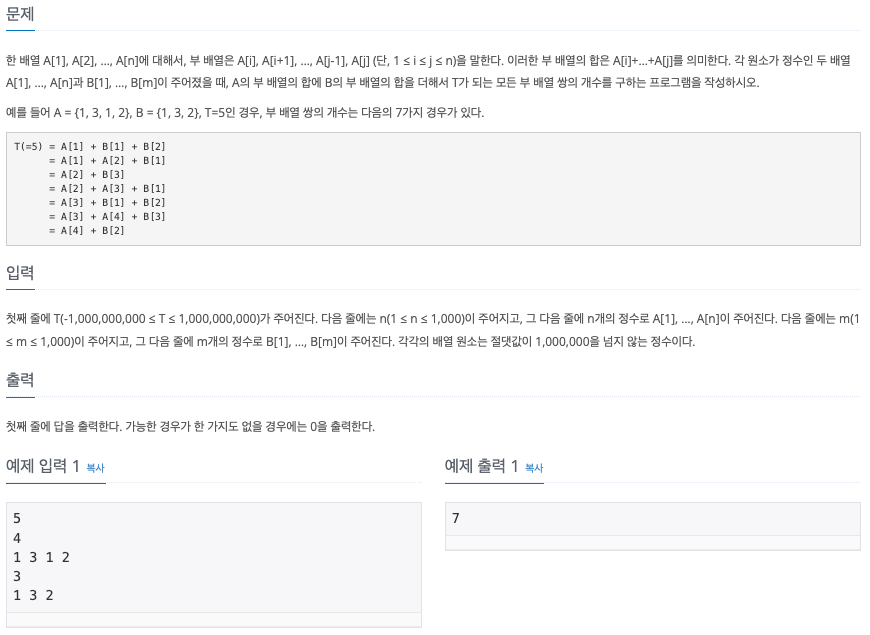 문제
한 배열 A[1], A[2], …, A[n]에 대해서, 부 배열은 A[i], A[i+1], …, A[j-1], A[j] (단, 1 ≤ i ≤ j ≤ n)을 말한다. 이러한 부 배열의 합은 A[i]+…+A[j]를 의미한다. 각 원소가 정수인 두 배열
A[1], …, A[n]과 B[1], …, B[m]이 주어졌을 때, A의 부 배열의 합에 B의 부 배열의 합을 더해서 T가 되는 모든 부 배열 쌍의 개수를 구하는 프로그램을 작성하시오.
예를 들어 A = {1, 3, 1, 2}, B = {1, 3, 2}, T=5인 경우, 부 배열 쌍의 개수는 다음의 7가지 경우가 있다.
T(=5) = A[1] + B[1] + B[2]
= A[1] + A[2] + B[1]
= A[2] + B[3]
= A[2] + A[3] + B[1]
= A[3] + B[1] + B[2]
= A[3] + A[4] + B[3]
= A[4] + B[2]
입력
첫째 줄에 T(-1,000,000,000 ≤ T ≤ 1,000,000,000)가 주어진다. 다음 줄에는 n(1 ≤ n ≤ 1,000)이 주어지고, 그 다음 줄에 n개의 정수로 A[1], …, A[n]이 주어진다. 다음 줄에는 m(1
≤ m ≤ 1,000)이 주어지고, 그 다음 줄에 m개의 정수로 B[1], …, B[m]이 주어진다. 각각의 배열 원소는 절댓값이 1,000,000을 넘지 않는 정수이다.
출력
첫째 줄에 답을 출력한다. 가능한 경우가 한 가지도 없을 경우에는 0을 출력한다.
예제 입력 1 복사
5
4
1 3 1 2
3
1 3 2
예제 출력 1 복사
7